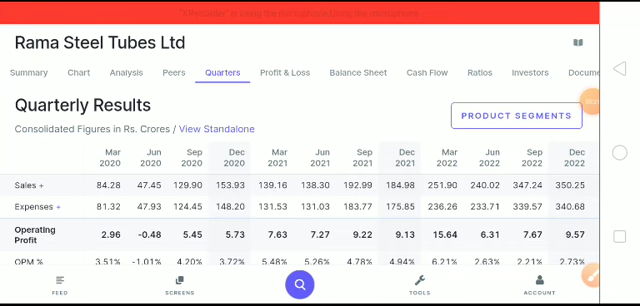 Rama Steel Tubes Ltd
Summary Chart Analysis Peers Quarters Profit & Loss Balance Sheet Cash Flow Ratios Investors Docume
Quarterly Results
PRODUCT SEGMENTS
Consolidated Figures in Rs. Crores / View Standalone
Mar 2020 Jun 2020 Sep 2020 Dec 2020 Mar 2021 Jun 2021 Sep 2021 Dec 2021 Mar 2022 Jun 2022 Sep 2022 Dec 2022
Sales + 84.28 47.45 129.90 153.93 139.16 138.30 192.99 184.98 251.90 240.02 347.24 350.25
Expenses + 81.32 47.93 124.45 148.20 131.53 131.03 183.77 175.85 236.26 233.71 339.57 340.68
Operating Profit 2.96 -0.48 5.45 5.73 7.63 7.27 9.22 9.13 15.64 6.31 7.67 9.57
OPM % 3.51% -1.01% 4.20% 3.72% 5.48% 5.26% 4.78% 4.94% 6.21% 2.63% 2.21% 2.73%
FEED SCREENS TOOLS ACCOUNT